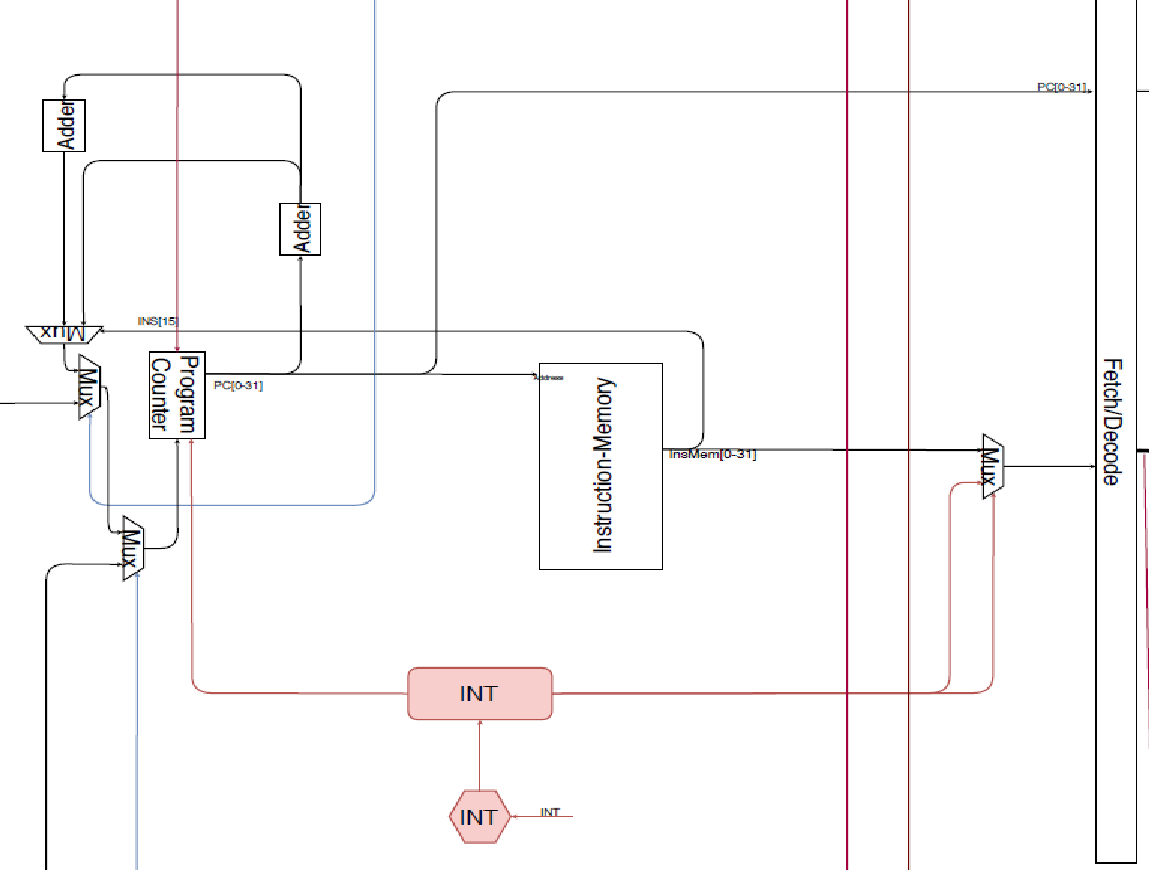 PC[0-31]
Adder
Adder
INS[15]
Mux
Program
Counter
PC[0-31]
Mux
Address
Instruction-Memory
InsMem[0-31]
Mux
Fetch/Decode
Mux
INT
INT
INT